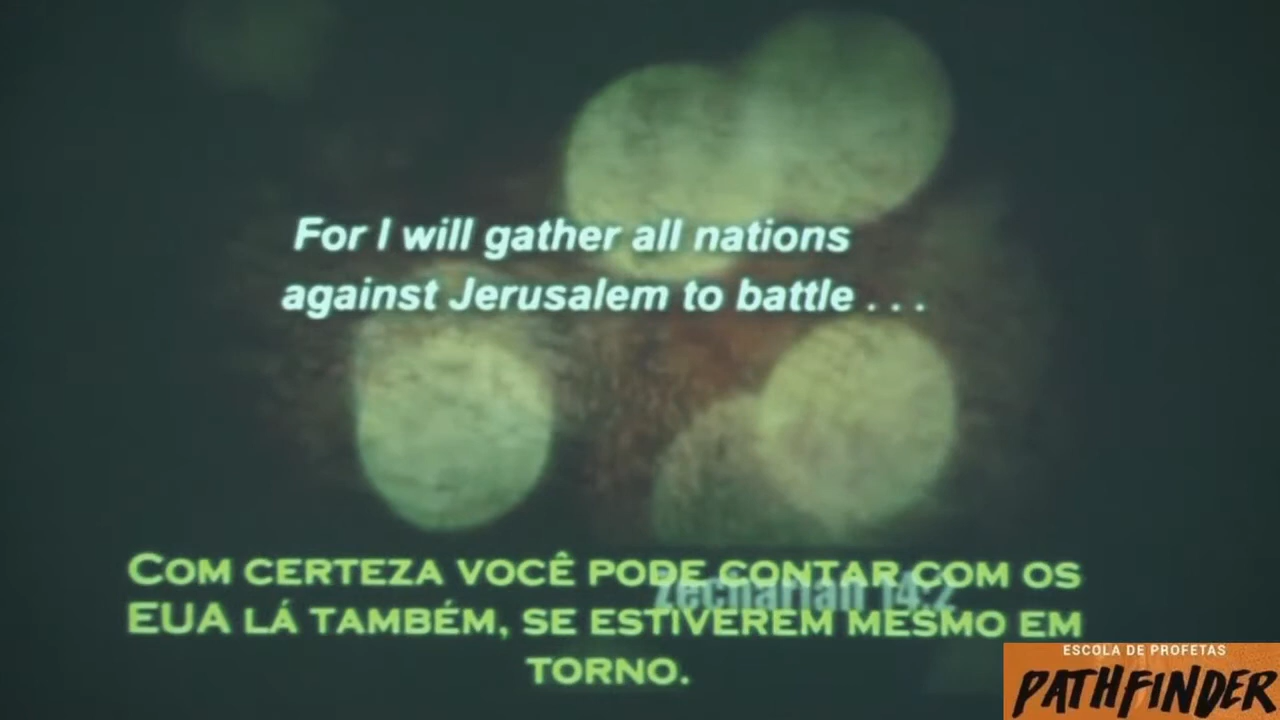 For I will gather all nations
against Jerusalem to battle . . .
Zechariah 14:2
COM CERTEZA VOCÊ PODE CONTAR COM OS
EUA LÁ TAMBÉM, SE ESTIVEREM MESMO EM
TORNO.
ESCOLA DE PROFETAS
PATHFINDER